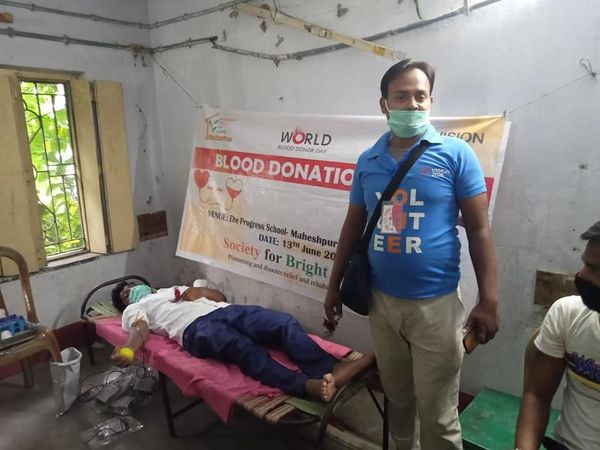 WORLD
BLOOD DONOR DAY
VISION
BLOOD DONATION
VENUE: The Progress School- Maheshpur
DATE: 13TH June 20
Society for Bright
Pioneering and disaster relief and rehab
VOL
UNT
EER